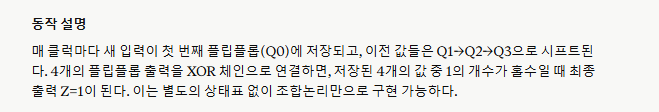 동작 설명
매 클럭마다 새 입력이 첫 번째 플립플롭(Q0)에 저장되고, 이전 값들은 Q1→Q2→Q3으로 시프트된
다. 4개의 플립플롭 출력을 XOR 체인으로 연결하면, 저장된 4개의 값 중 1의 개수가 홀수일 때 최종
출력 Z=1이 된다. 이는 별도의 상태표 없이 조합논리만으로 구현 가능하다.